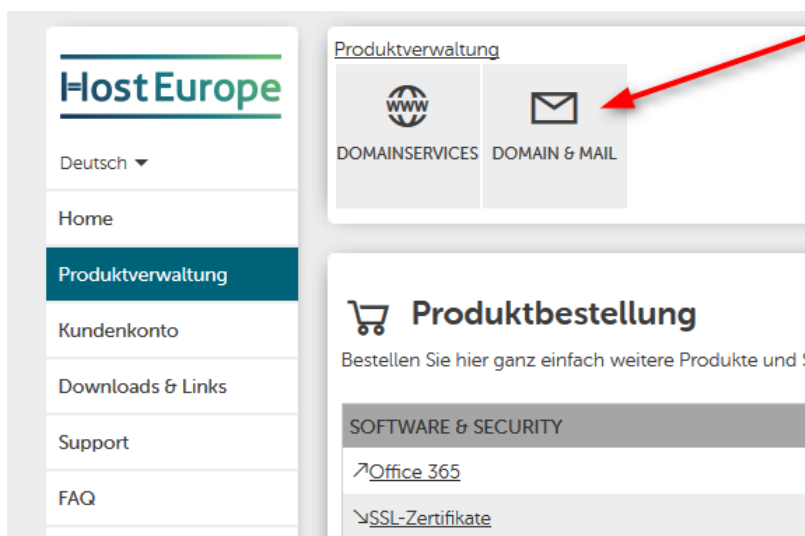 HostEurope
Deutsch
Home
Produktverwaltung
Kundenkonto
Downloads & Links
Support
FAQ
Produktverwaltung
www
DOMAINSERVICES
DOMAIN & MAIL
Produktbestellung
Bestellen Sie hier ganz einfach weitere Produkte und
SOFTWARE & SECURITY
Office 365
SSL-Zertifikate